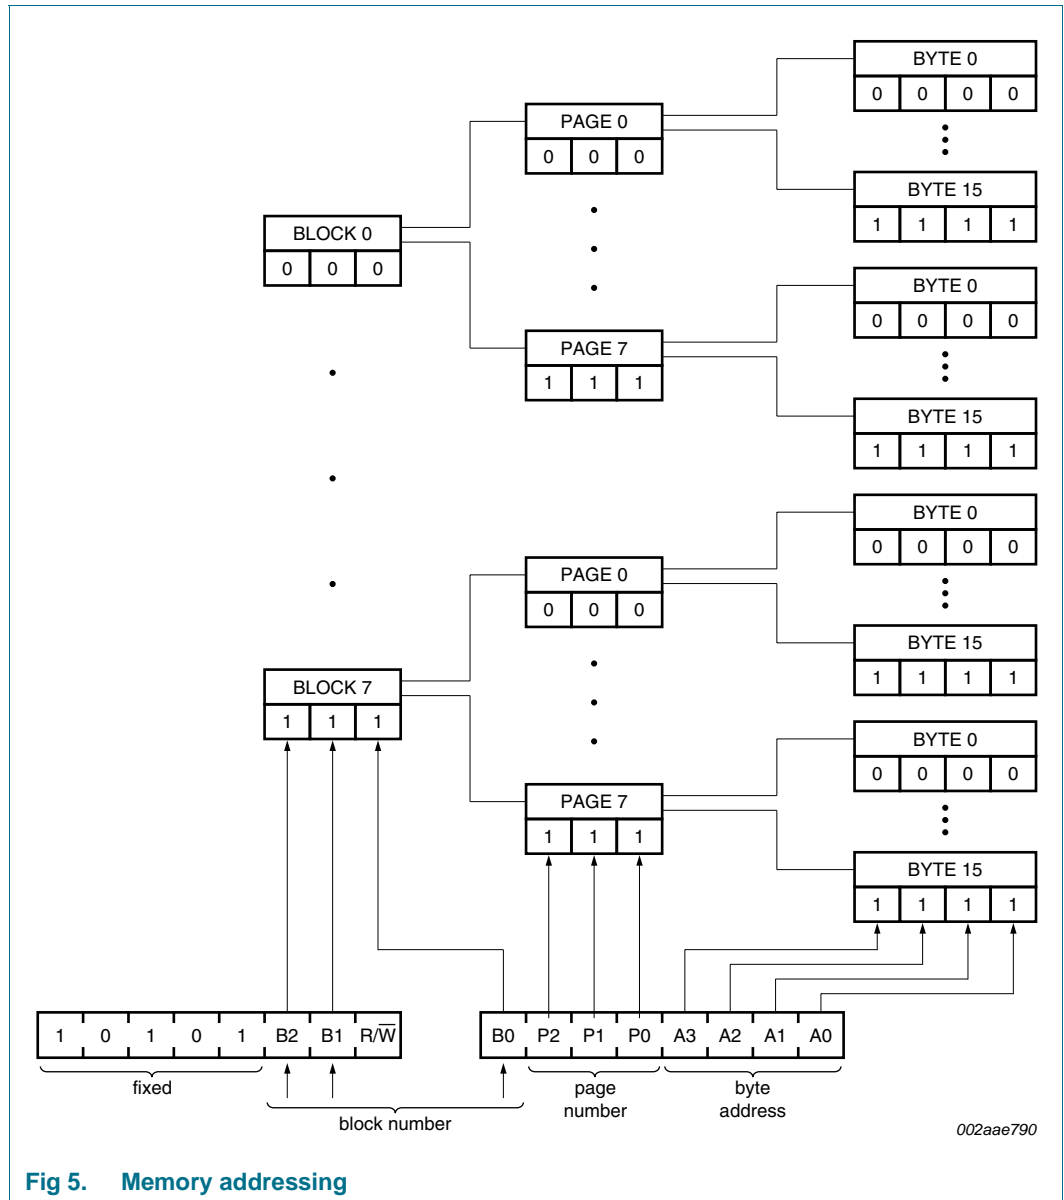 BYTE 0
0 0 0 0
PAGE 0
0 0 0
BYTE 15
1 1 1 1
BLOCK 0
0 0 0
BYTE 0
0 0 0 0
PAGE 7
1 1 1
BYTE 15
1 1 1 1
BYTE 0
0 0 0 0
PAGE 0
0 0 0
BYTE 15
1 1 1 1
BLOCK 7
1 1 1
BYTE 0
0 0 0 0
PAGE 7
1 1 1
BYTE 15
1 1 1 1
1 0 1 0 1 B2 B1 R/W̅
B0 P2 P1 P0 A3 A2 A1 A0
fixed
block number
page
number
byte
address
002aae790
Fig 5. Memory addressing